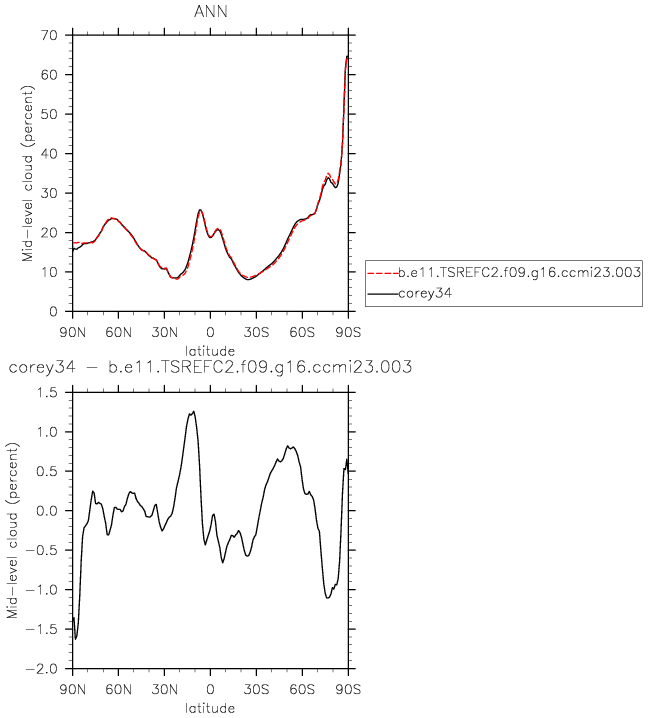 ANN
70
60
50
40
30
20
10
0
Mid-level cloud (percent)
90N 60N 30N 0 30S 60S 90S
latitude
b.e11.TSREFC2.f09.g16.ccmi23.003
corey34
corey34 - b.e11.TSREFC2.f09.g16.ccmi23.003
1.5
1.0
0.5
0.0
-0.5
-1.0
-1.5
-2.0
Mid-level cloud (percent)
90N 60N 30N 0 30S 60S 90S
latitude